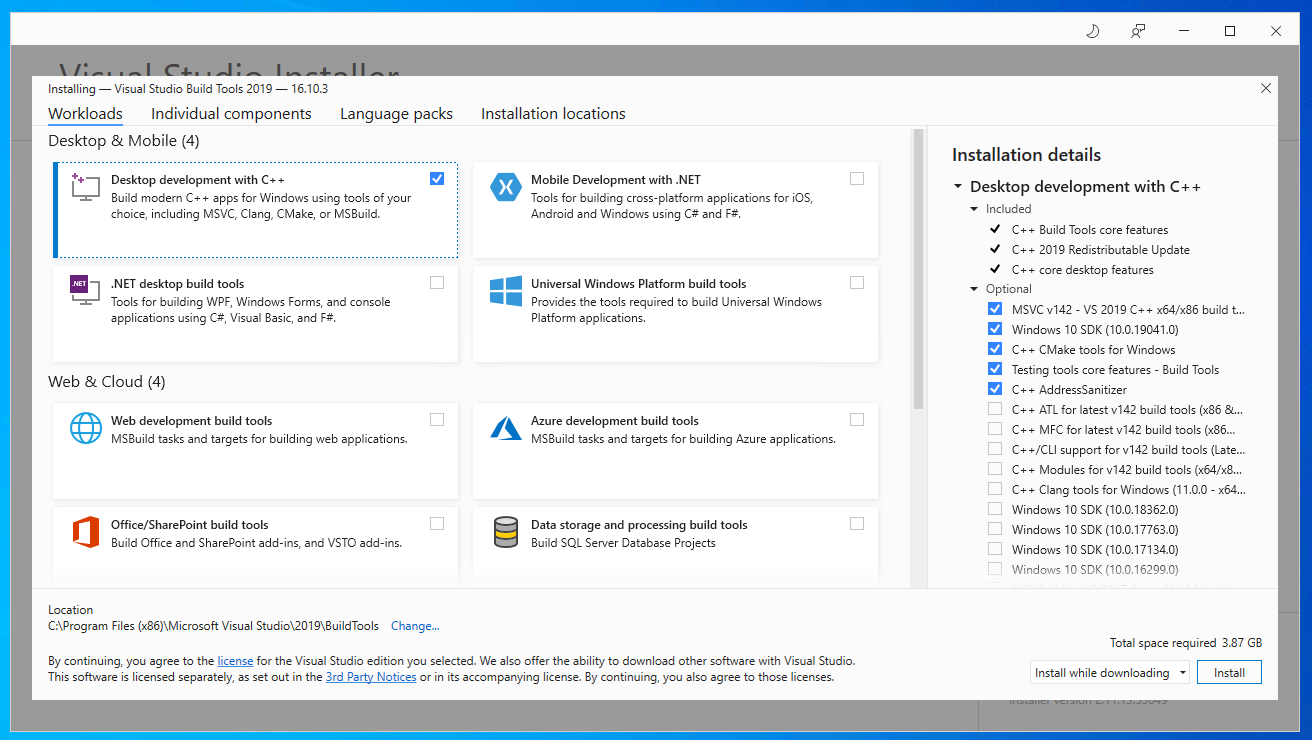 Visual Studio Installer
Installing — Visual Studio Build Tools 2019 — 16.10.3
Workloads
Individual components
Language packs
Installation locations
Desktop & Mobile (4)
Desktop development with C++
Build modern C++ apps for Windows using tools of your
choice, including MSVC, Clang, CMake, or MSBuild.
Mobile Development with .NET
Tools for building cross-platform applications for iOS,
Android and Windows using C# and F#.
.NET
.NET desktop build tools
Tools for building WPF, Windows Forms, and console
applications using C#, Visual Basic, and F#.
Universal Windows Platform build tools
Provides the tools required to build Universal Windows
Platform applications.
Web & Cloud (4)
Web development build tools
MSBuild tasks and targets for building web applications.
Azure development build tools
MSBuild tasks and targets for building Azure applications.
Office/SharePoint build tools
Build Office and SharePoint add-ins, and VSTO add-ins.
Data storage and processing build tools
Build SQL Server Database Projects
Installation details
Desktop development with C++
Included
C++ Build Tools core features
C++ 2019 Redistributable Update
C++ core desktop features
Optional
MSVC v142 - VS 2019 C++ x64/x86 build t...
Windows 10 SDK (10.0.19041.0)
C++ CMake tools for Windows
Testing tools core features - Build Tools
C++ AddressSanitizer
C++ ATL for latest v142 build tools (x86 &...
C++ MFC for latest v142 build tools (x86...
C++/CLI support for v142 build tools (Late...
C++ Modules for v142 build tools (x64/x8...
C++ Clang tools for Windows (11.0.0 - x64...
Windows 10 SDK (10.0.18362.0)
Windows 10 SDK (10.0.17763.0)
Windows 10 SDK (10.0.17134.0)
Windows 10 SDK (10.0.16299.0)
Location
C:\Program Files (x86)\Microsoft Visual Studio\2019\BuildTools Change...
By continuing, you agree to the license for the Visual Studio edition you selected. We also offer the ability to download other software with Visual Studio.
This software is licensed separately, as set out in the 3rd Party Notices or in its accompanying license. By continuing, you also agree to those licenses.
Total space required 3.87 GB
Install while downloading
Install